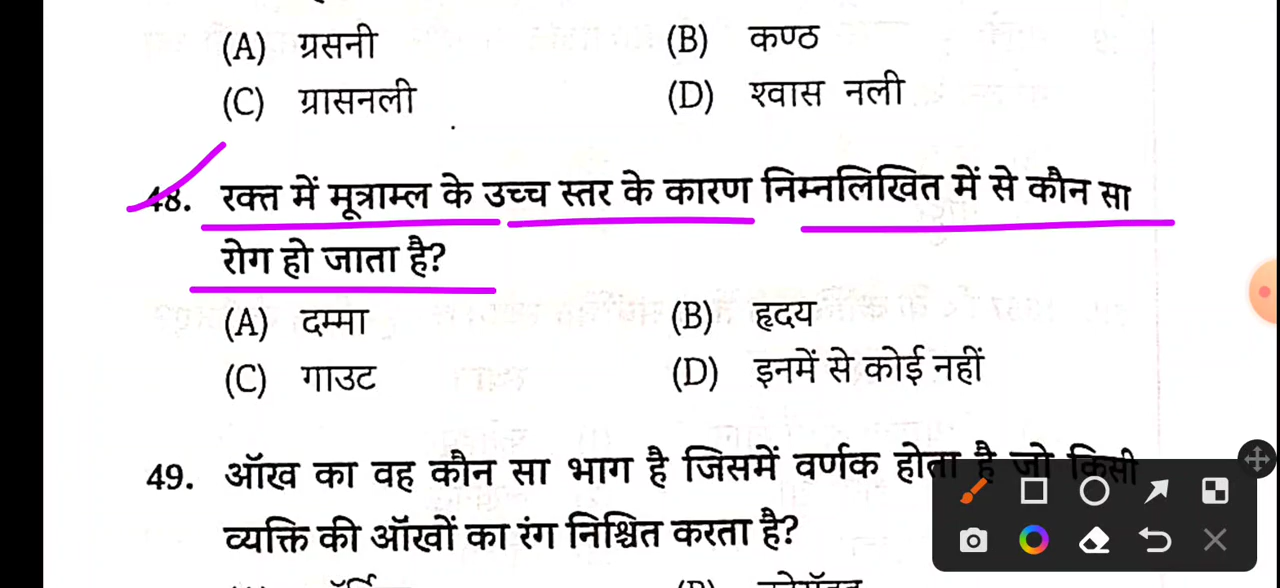 (A) ग्रसनी (B) कण्ठ
(C) ग्रासनली (D) श्वास नली
48. रक्त में मूत्राम्ल के उच्च स्तर के कारण निम्नलिखित में से कौन सा
रोग हो जाता है?
(A) दम्मा (B) हृदय
(C) गाउट (D) इनमें से कोई नहीं
49. ऑख का वह कौन सा भाग है जिसमें वर्णक होता है जो किसी
व्यक्ति की ऑखों का रंग निश्चित करता है?